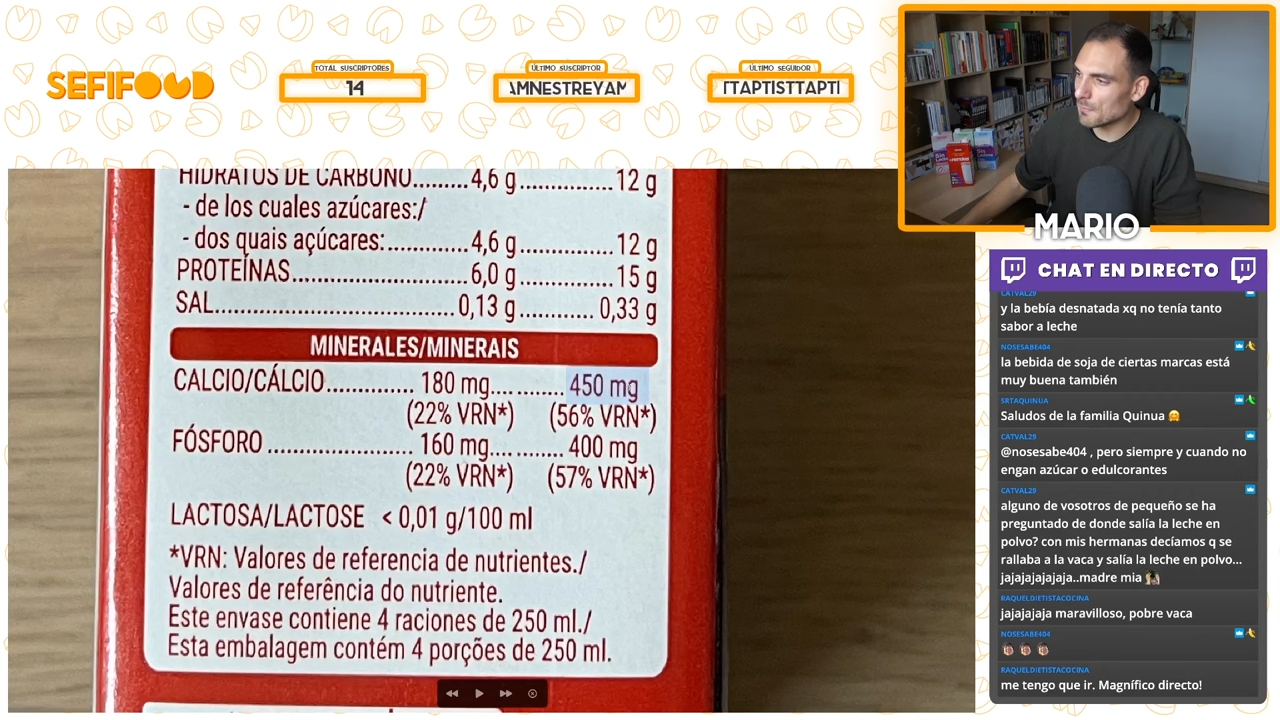 SEFIFOOD
TOTAL SUSCRIPTORES
14
ÚLTIMO SUSCRIPTOR
AMNESTREYAM
ÚLTIMO SEGUIDOR
TTAPTISTTAPTI
HIDRATOS DE CARBONO.........4,6 g...............12 g
- de los cuales azúcares:/
- dos quais açúcares:............4,6 g...............12 g
PROTEÍNAS.........................6,0 g...............15 g
SAL.....................................0,13 g...........0,33 g
MINERALES/MINERAIS
CALCIO/CÁLCIO.............. 180 mg............450 mg
(22% VRN*) (56% VRN*)
FÓSFORO ....................... 160 mg............ 400 mg
(22% VRN*) (57% VRN*)
LACTOSA/LACTOSE < 0,01 g/100 ml
*VRN: Valores de referencia de nutrientes./
Valores de referência do nutriente.
Este envase contiene 4 raciones de 250 ml./
Esta embalagem contém 4 porções de 250 ml.
MARIO
CHAT EN DIRECTO
CATVAL29
y la bebía desnatada xq no tenía tanto
sabor a leche
NOSESABE404
la bebida de soja de ciertas marcas está
muy buena también
SRTAQUINUA
Saludos de la familia Quinua 🤗
CATVAL29
@nosesabe404 , pero siempre y cuando no
engan azúcar o edulcorantes
CATVAL29
alguno de vosotros de pequeño se ha
preguntado de donde salía la leche en
polvo? con mis hermanas decíamos q se
rallaba a la vaca y salía la leche en polvo...
jajajajajajaja..madre mia
RAQUELDIETISTACOCINA
jajajajaja maravilloso, pobre vaca
NOSESABE404
RAQUELDIETISTACOCINA
me tengo que ir. Magnífico directo!